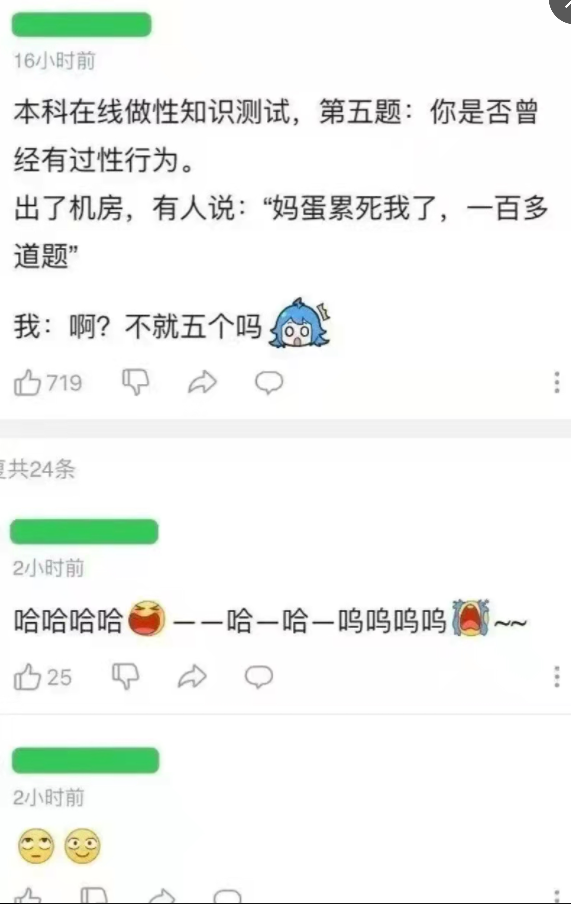 16小时前
本科在线做性知识测试，第五题：你是否曾
经有过性行为。
出了机房，有人说：“妈蛋累死我了，一百多
道题”
我：啊？不就五个吗
719
复共24条
2小时前
哈哈哈哈——哈—哈—呜呜呜呜~~
25
2小时前